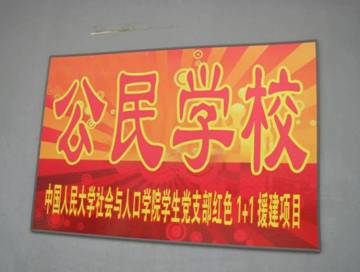 公民学校
中国人民大学社会与人口学院学生党支部红色1+1援建项目